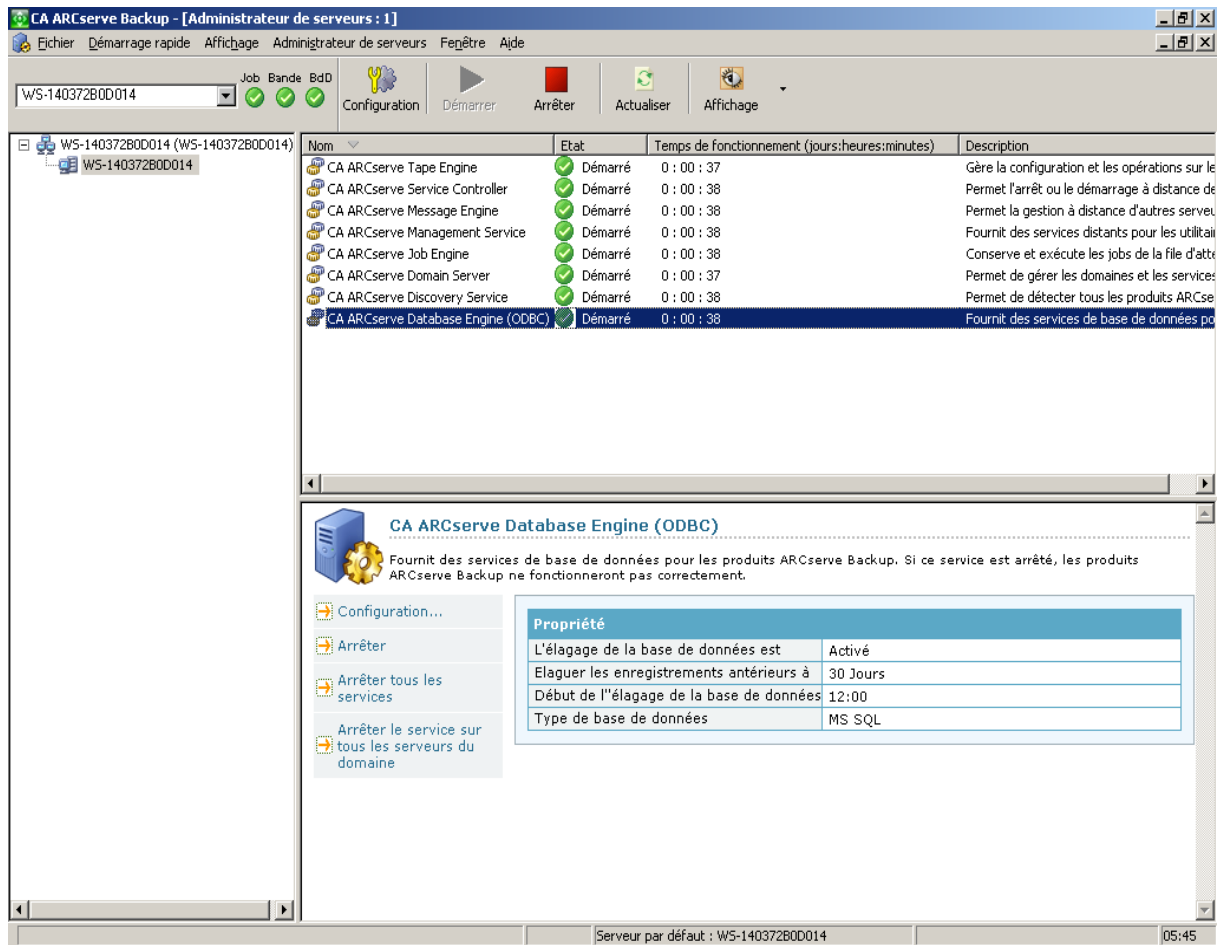 CA ARCserve Backup - [Administrateur de serveurs : 1]
Fichier Démarrage rapide Affichage Administrateur de serveurs Fenêtre Aide
Job Bande BdD
WS-140372B0D014
Configuration Démarrer Arrêter Actualiser Affichage
WS-140372B0D014 (WS-140372B0D014)
WS-140372B0D014
Nom Etat Temps de fonctionnement (jours:heures:minutes) Description
CA ARCserve Tape Engine Démarré 0 : 00 : 37 Gère la configuration et les opérations sur le
CA ARCserve Service Controller Démarré 0 : 00 : 38 Permet l'arrêt ou le démarrage à distance de
CA ARCserve Message Engine Démarré 0 : 00 : 38 Permet la gestion à distance d'autres serveu
CA ARCserve Management Service Démarré 0 : 00 : 38 Fournit des services distants pour les utilitai
CA ARCserve Job Engine Démarré 0 : 00 : 38 Conserve et exécute les jobs de la file d'atte
CA ARCserve Domain Server Démarré 0 : 00 : 37 Permet de gérer les domaines et les services
CA ARCserve Discovery Service Démarré 0 : 00 : 38 Permet de détecter tous les produits ARCse
CA ARCserve Database Engine (ODBC) Démarré 0 : 00 : 38 Fournit des services de base de données po
CA ARCserve Database Engine (ODBC)
Fournit des services de base de données pour les produits ARCserve Backup. Si ce service est arrêté, les produits
ARCserve Backup ne fonctionneront pas correctement.
Configuration...
Arrêter
Arrêter tous les
services
Arrêter le service sur
tous les serveurs du
domaine
Propriété
L'élagage de la base de données est Activé
Elaguer les enregistrements antérieurs à 30 Jours
Début de l''élagage de la base de données 12:00
Type de base de données MS SQL
Serveur par défaut : WS-140372B0D014 05:45